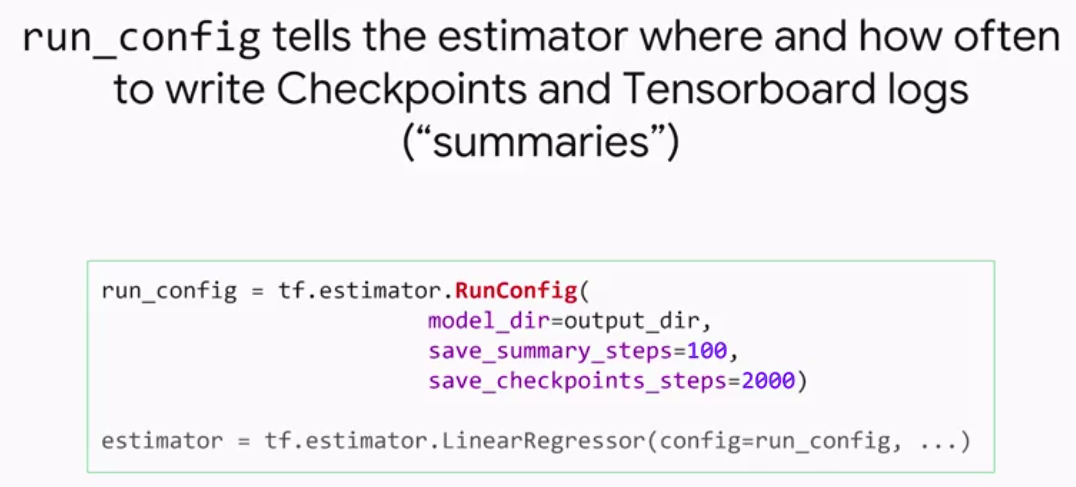 run_config tells the estimator where and how often
to write Checkpoints and Tensorboard logs
(“summaries”)
run_config = tf.estimator.RunConfig(
model_dir=output_dir,
save_summary_steps=100,
save_checkpoints_steps=2000)
estimator = tf.estimator.LinearRegressor(config=run_config, ...)